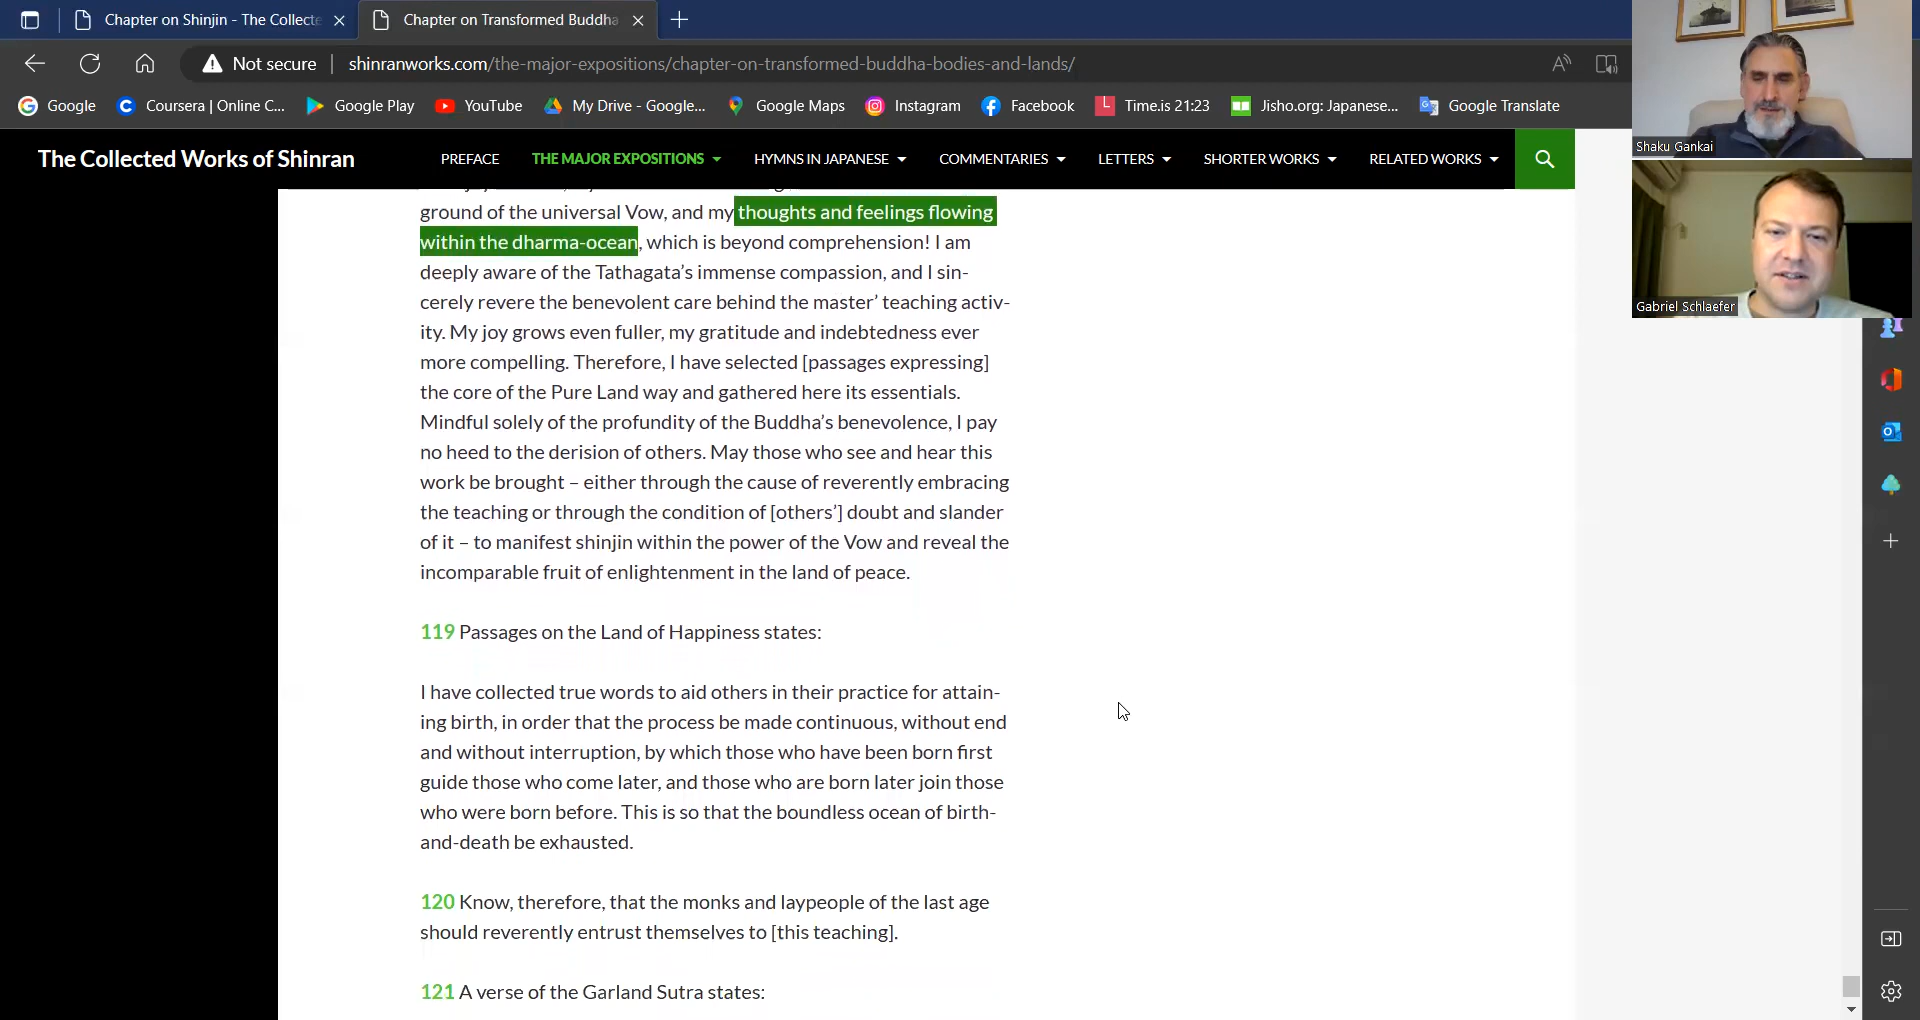 Chapter on Shinjin - The Collecte
Chapter on Transformed Buddha
Not secure
shinranworks.com/the-major-expositions/chapter-on-transformed-buddha-bodies-and-lands/
Google
Coursera | Online C...
Google Play
YouTube
My Drive - Google...
Google Maps
Instagram
Facebook
Time.is 21:23
Jisho.org: Japanese...
Google Translate
Shaku Gankai
Gabriel Schlaefer
The Collected Works of Shinran
PREFACE
THE MAJOR EXPOSITIONS
HYMNS IN JAPANESE
COMMENTARIES
LETTERS
SHORTER WORKS
RELATED WORKS
ground of the universal Vow, and my thoughts and feelings flowing
within the dharma-ocean, which is beyond comprehension! I am
deeply aware of the Tathagata’s immense compassion, and I sin-
cerely revere the benevolent care behind the master’ teaching activ-
ity. My joy grows even fuller, my gratitude and indebtedness ever
more compelling. Therefore, I have selected [passages expressing]
the core of the Pure Land way and gathered here its essentials.
Mindful solely of the profundity of the Buddha’s benevolence, I pay
no heed to the derision of others. May those who see and hear this
work be brought – either through the cause of reverently embracing
the teaching or through the condition of [others’] doubt and slander
of it – to manifest shinjin within the power of the Vow and reveal the
incomparable fruit of enlightenment in the land of peace.
119 Passages on the Land of Happiness states:
I have collected true words to aid others in their practice for attain-
ing birth, in order that the process be made continuous, without end
and without interruption, by which those who have been born first
guide those who come later, and those who are born later join those
who were born before. This is so that the boundless ocean of birth-
and-death be exhausted.
120 Know, therefore, that the monks and laypeople of the last age
should reverently entrust themselves to [this teaching].
121 A verse of the Garland Sutra states: